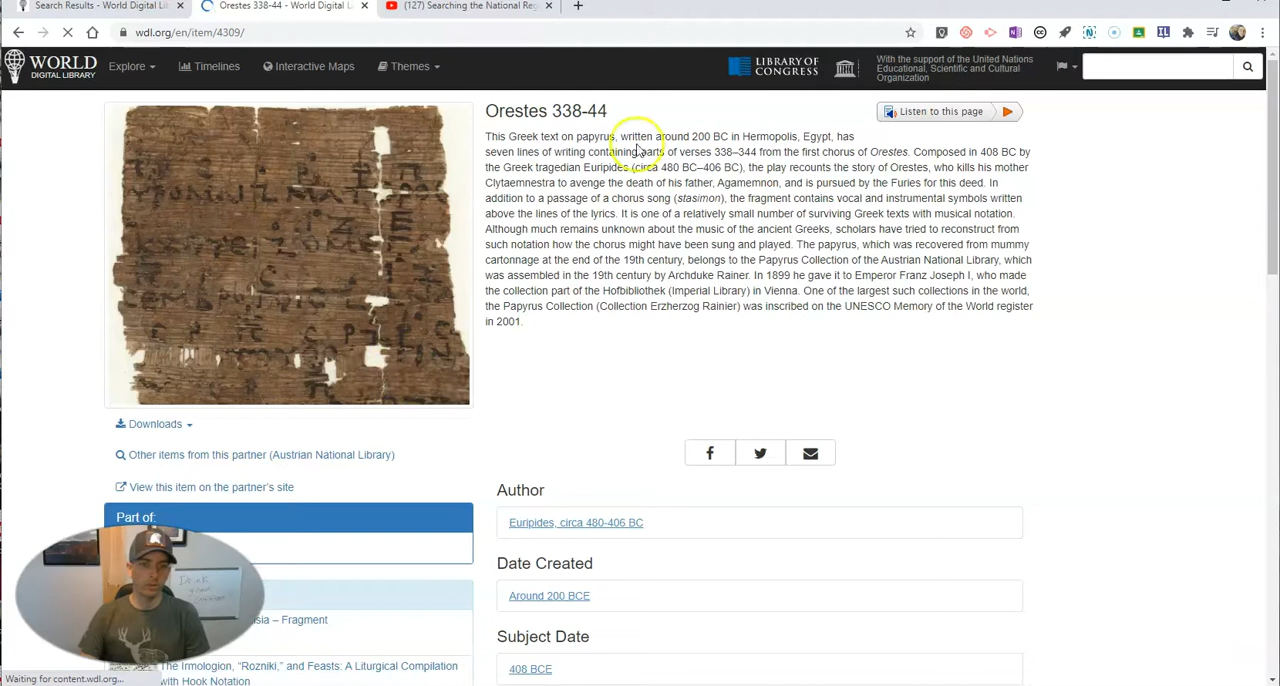 Search Results - World Digital Li
Orestes 338-44 - World Digital L
(127) Searching the National Reg
wdl.org/en/item/4309/
WORLD
DIGITAL LIBRARY
Explore
Timelines
Interactive Maps
Themes
LIBRARY OF
CONGRESS
With the support of the United Nations
Educational, Scientific and Cultural
Organization
Orestes 338-44
Listen to this page
This Greek text on papyrus, written around 200 BC in Hermopolis, Egypt, has
seven lines of writing containing parts of verses 338–344 from the first chorus of Orestes. Composed in 408 BC by
the Greek tragedian Euripides (circa 480 BC–406 BC), the play recounts the story of Orestes, who kills his mother
Clytaemnestra to avenge the death of his father, Agamemnon, and is pursued by the Furies for this deed. In
addition to a passage of a chorus song (stasimon), the fragment contains vocal and instrumental symbols written
above the lines of the lyrics. It is one of a relatively small number of surviving Greek texts with musical notation.
Although much remains unknown about the music of the ancient Greeks, scholars have tried to reconstruct from
such notation how the chorus might have been sung and played. The papyrus, which was recovered from mummy
cartonnage at the end of the 19th century, belongs to the Papyrus Collection of the Austrian National Library, which
was assembled in the 19th century by Archduke Rainer. In 1899 he gave it to Emperor Franz Joseph I, who made
the collection part of the Hofbibliothek (Imperial Library) in Vienna. One of the largest such collections in the world,
the Papyrus Collection (Collection Erzherzog Rainier) was inscribed on the UNESCO Memory of the World register
in 2001.
Downloads
Other items from this partner (Austrian National Library)
View this item on the partner's site
Part of:
Author
Euripides, circa 480-406 BC
Date Created
Around 200 BCE
Subject Date
408 BCE
sia – Fragment
The Irmologion, "Rozniki," and Feasts: A Liturgical Compilation
with Hook Notation
Waiting for content.wdl.org...